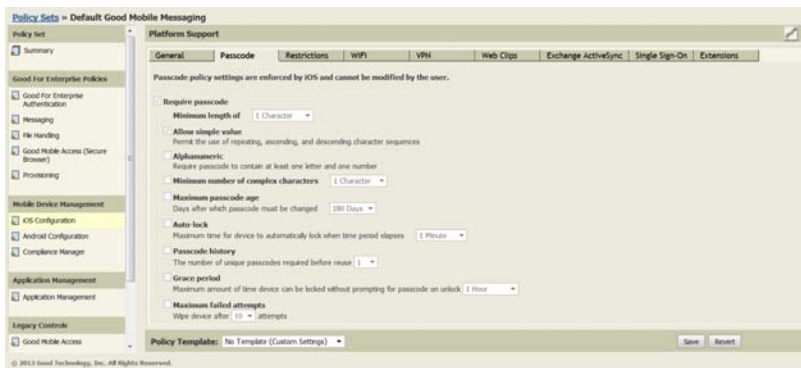 Policy Sets » Default Good Mobile Messaging
Policy Set
Summary
Good For Enterprise Policies
Good For Enterprise
Authentication
Messaging
File Handling
Good Mobile Access (Secure
Browser)
Provisioning
Mobile Device Management
iOS Configuration
Android Configuration
Compliance Manager
Application Management
Application Management
Legacy Controls
Good Mobile Access
Platform Support
General Passcode Restrictions WiFi VPN Web Clips Exchange ActiveSync Single Sign-On Extensions
Passcode policy settings are enforced by iOS and cannot be modified by the user.
Require passcode
Minimum length of 1 Character
Allow simple value
Permit the use of repeating, ascending, and descending character sequences
Alphanumeric
Require passcode to contain at least one letter and one number
Minimum number of complex characters 1 Character
Maximum passcode age
Days after which passcode must be changed 180 Days
Auto-lock
Maximum time for device to automatically lock when time period elapses 1 Minute
Passcode history
The number of unique passcodes required before reuse 1
Grace period
Maximum amount of time device can be locked without prompting for passcode on unlock 1 Hour
Maximum failed attempts
Wipe device after 10 attempts
Policy Template: No Template (Custom Settings) Save Revert
© 2013 Good Technology, Inc. All Rights Reserved.